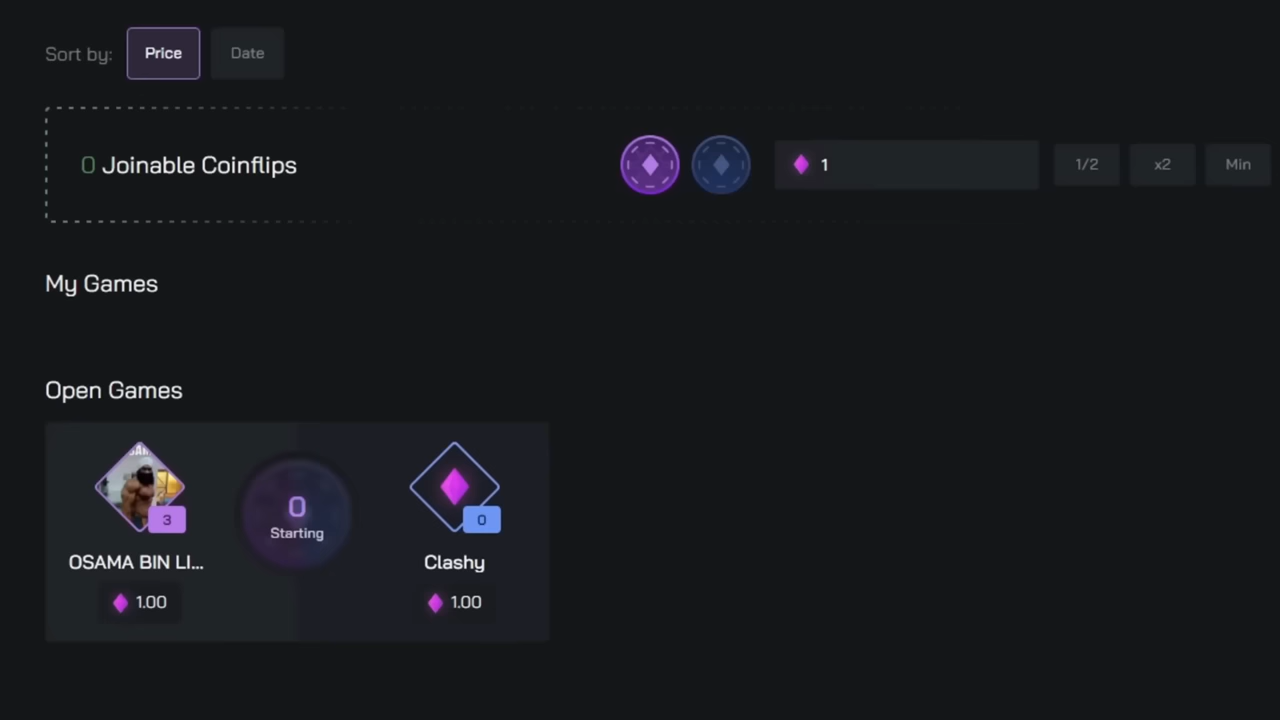 Sort by: Price Date
0 Joinable Coinflips 1 1/2 x2 Min
My Games
Open Games
3 0 Starting 0
OSAMA BIN LI... Clashy
1.00 1.00